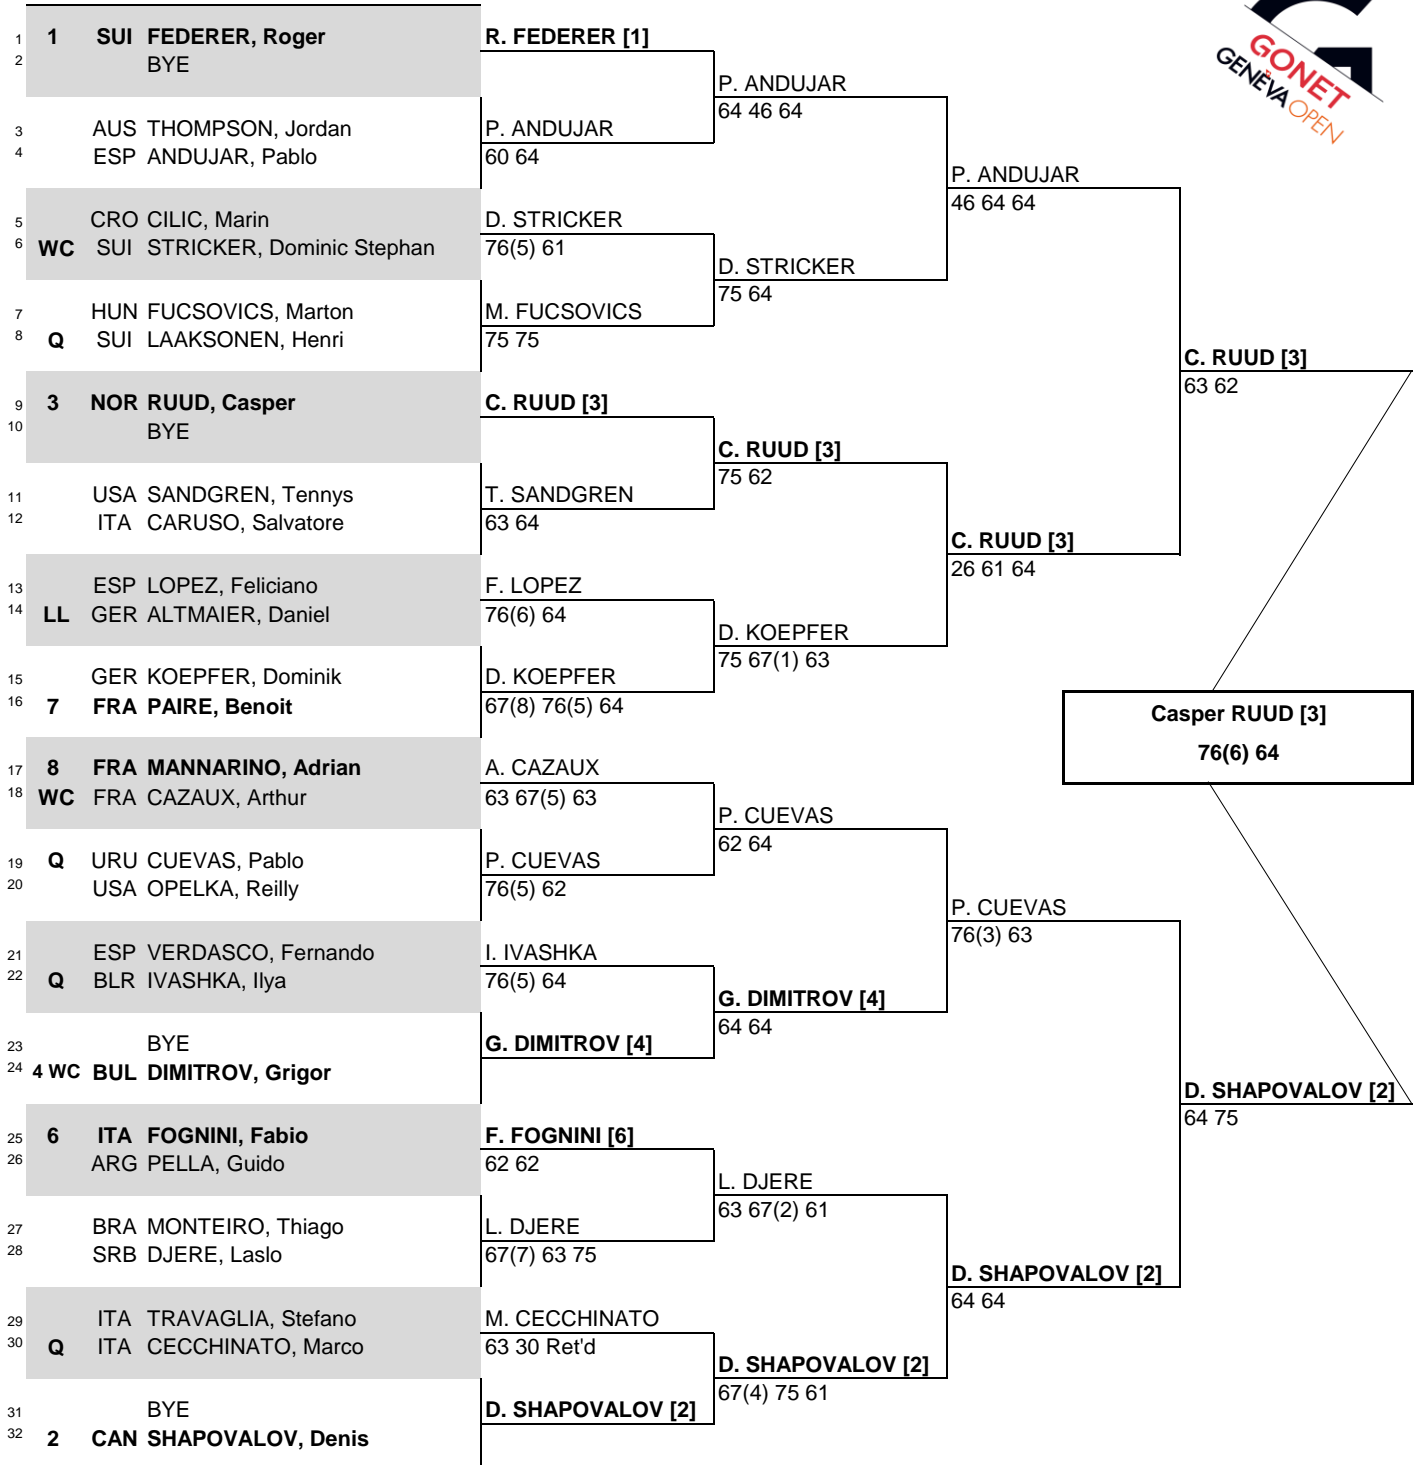 GONET
GENEVA OPEN
1 1 SUI FEDERER, Roger
2 BYE
3 AUS THOMPSON, Jordan
4 ESP ANDUJAR, Pablo
5 CRO CILIC, Marin
6 WC SUI STRICKER, Dominic Stephan
7 HUN FUCSOVICS, Marton
8 Q SUI LAAKSONEN, Henri
9 3 NOR RUUD, Casper
10 BYE
11 USA SANDGREN, Tennys
12 ITA CARUSO, Salvatore
13 ESP LOPEZ, Feliciano
14 LL GER ALTMAIER, Daniel
15 GER KOEPFER, Dominik
16 7 FRA PAIRE, Benoit
17 8 FRA MANNARINO, Adrian
18 WC FRA CAZAUX, Arthur
19 Q URU CUEVAS, Pablo
20 USA OPELKA, Reilly
21 ESP VERDASCO, Fernando
22 Q BLR IVASHKA, Ilya
23 BYE
24 4 WC BUL DIMITROV, Grigor
25 6 ITA FOGNINI, Fabio
26 ARG PELLA, Guido
27 BRA MONTEIRO, Thiago
28 SRB DJERE, Laslo
29 ITA TRAVAGLIA, Stefano
30 Q ITA CECCHINATO, Marco
31 BYE
32 2 CAN SHAPOVALOV, Denis
R. FEDERER [1]
P. ANDUJAR
60 64
D. STRICKER
76(5) 61
M. FUCSOVICS
75 75
C. RUUD [3]
T. SANDGREN
63 64
F. LOPEZ
76(6) 64
D. KOEPFER
67(8) 76(5) 64
A. CAZAUX
63 67(5) 63
P. CUEVAS
76(5) 62
I. IVASHKA
76(5) 64
G. DIMITROV [4]
F. FOGNINI [6]
62 62
L. DJERE
67(7) 63 75
M. CECCHINATO
63 30 Ret'd
D. SHAPOVALOV [2]
P. ANDUJAR
64 46 64
D. STRICKER
75 64
C. RUUD [3]
75 62
D. KOEPFER
75 67(1) 63
P. CUEVAS
62 64
G. DIMITROV [4]
64 64
L. DJERE
63 67(2) 61
D. SHAPOVALOV [2]
67(4) 75 61
P. ANDUJAR
46 64 64
C. RUUD [3]
26 61 64
P. CUEVAS
76(3) 63
D. SHAPOVALOV [2]
64 64
C. RUUD [3]
63 62
D. SHAPOVALOV [2]
64 75
Casper RUUD [3]
76(6) 64